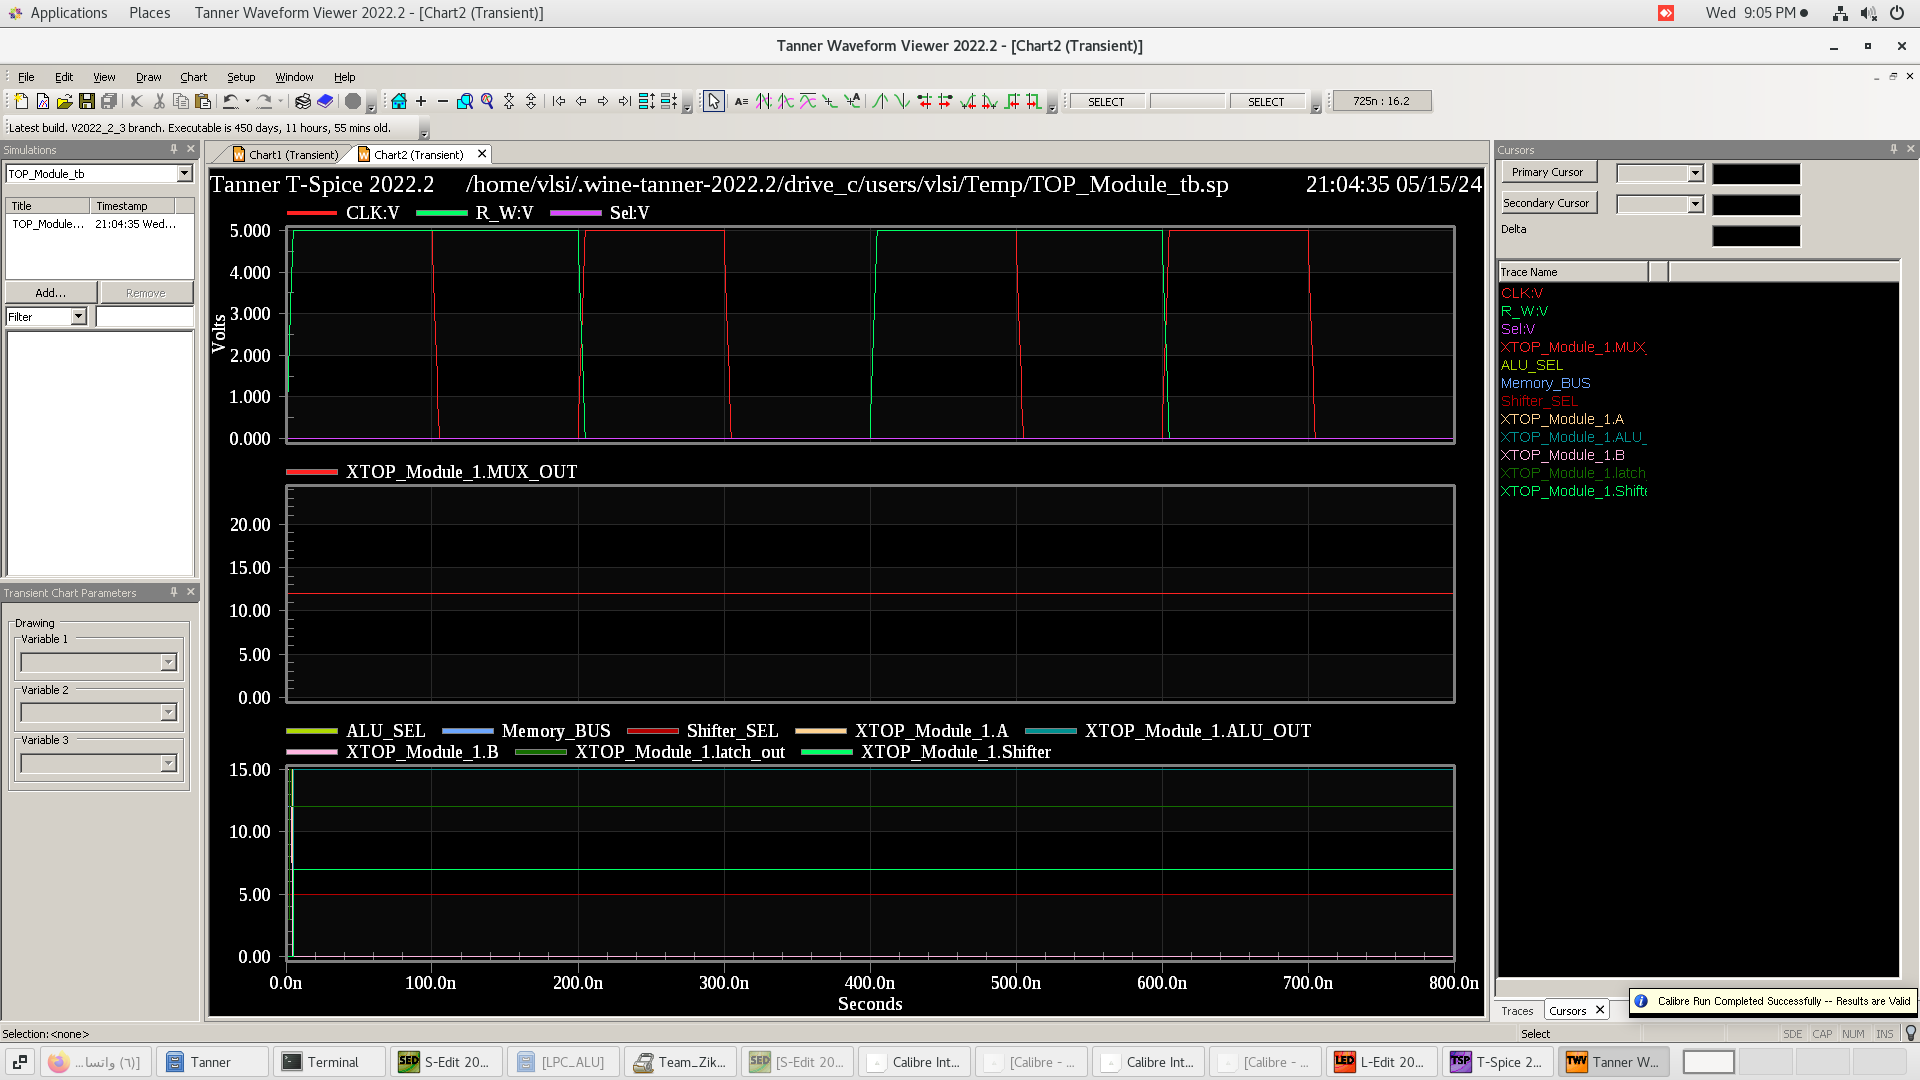 Applications Places Tanner Waveform Viewer 2022.2 - [Chart2 (Transient)] Wed 9:05 PM
Tanner Waveform Viewer 2022.2 - [Chart2 (Transient)]
File Edit View Draw Chart Setup Window Help
SELECT SELECT 725n : 16.2
Latest build. V2022_2_3 branch. Executable is 450 days, 11 hours, 55 mins old.
Simulations
TOP_Module_tb
Title Timestamp
TOP_Module... 21:04:35 Wed...
Add... Remove
Filter
Transient Chart Parameters
Drawing
Variable 1
Variable 2
Variable 3
Chart1 (Transient) Chart2 (Transient)
Tanner T-Spice 2022.2 /home/vlsi/.wine-tanner-2022.2/drive_c/users/vlsi/Temp/TOP_Module_tb.sp 21:04:35 05/15/24
CLK:V R_W:V Sel:V
5.000
4.000
3.000
2.000
1.000
0.000
Volts
XTOP_Module_1.MUX_OUT
20.00
15.00
10.00
5.00
0.00
ALU_SEL Memory_BUS Shifter_SEL XTOP_Module_1.A XTOP_Module_1.ALU_OUT
XTOP_Module_1.B XTOP_Module_1.latch_out XTOP_Module_1.Shifter
15.00
10.00
5.00
0.00
0.0n 100.0n 200.0n 300.0n 400.0n 500.0n 600.0n 700.0n 800.0n
Seconds
Cursors
Primary Cursor
Secondary Cursor
Delta
Trace Name
CLK:V
R_W:V
Sel:V
XTOP_Module_1.MUX_
ALU_SEL
Memory_BUS
Shifter_SEL
XTOP_Module_1.A
XTOP_Module_1.ALU_
XTOP_Module_1.B
XTOP_Module_1.latch
XTOP_Module_1.Shifte
Calibre Run Completed Successfully -- Results are Valid
Traces Cursors
Selection: <none> Select SDE CAP NUM INS
(٦) واتسا... Tanner Terminal S-Edit 20... [LPC_ALU] Team_Zik... [S-Edit 20... Calibre Int... [Calibre - ... Calibre Int... [Calibre - ... L-Edit 20... T-Spice 2... Tanner W...